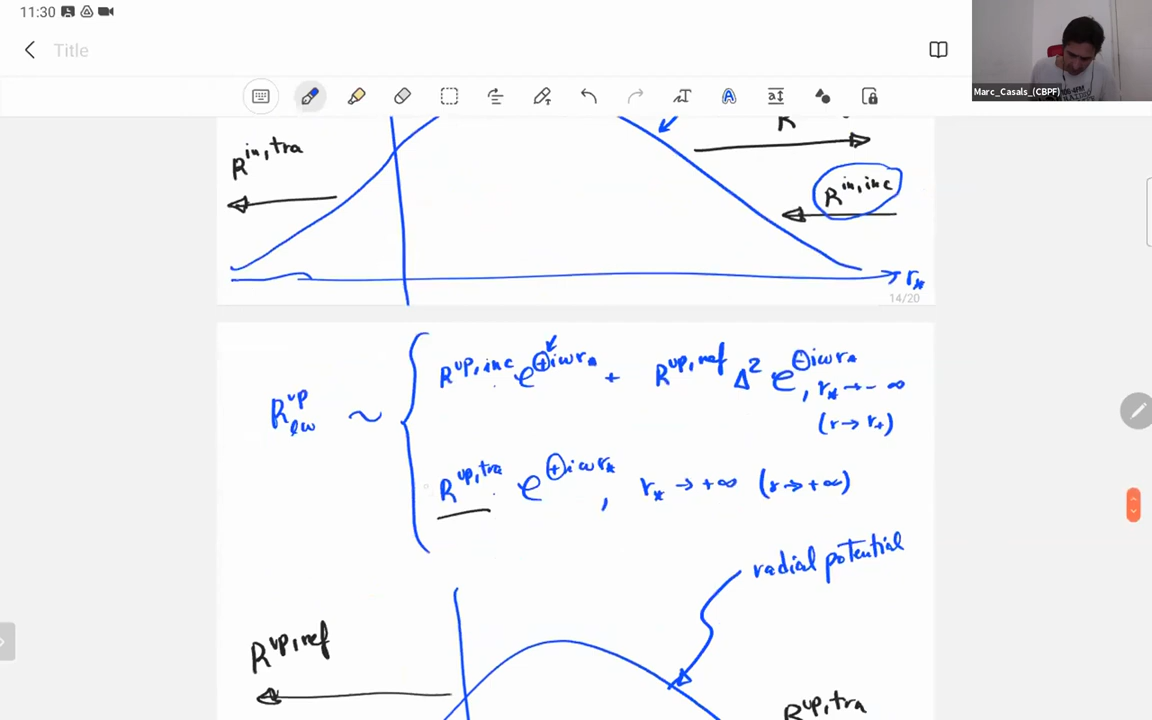 11:30
Title
Marc_Casals_(CBPF)
R^{in,tra}
R
R^{in,inc}
r_*
14/20
R^{up}_{ℓω} ~ { R^{up,inc} e^{⊕iωr_*} + R^{up,ref} Δ^2 e^{⊖iωr_*}, r_* → -∞
(r → r_+)
R^{up,tra} e^{⊕iωr_*}, r_* → +∞ (r → +∞)
radial potential
R^{up,ref}
R^{up,tra}